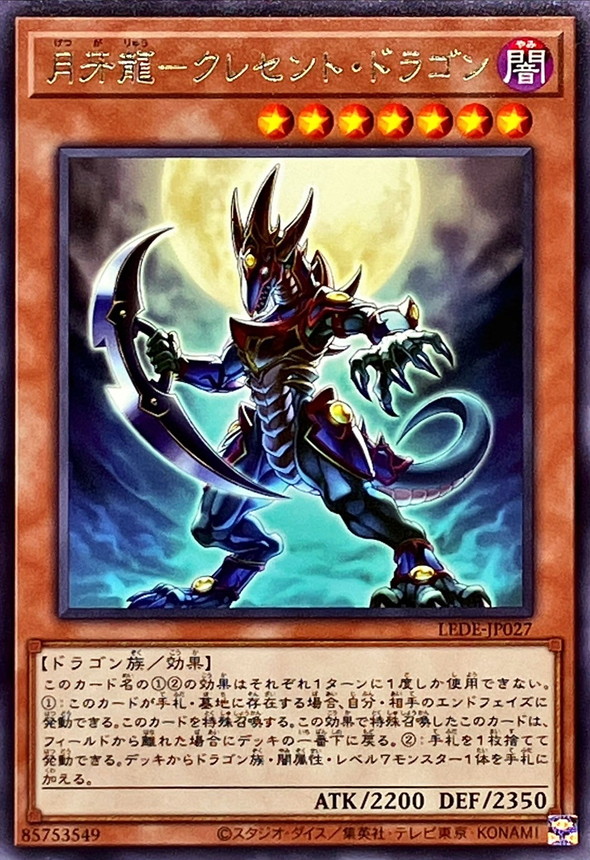 げつ が りゅう
月牙龍－クレセント・ドラゴン
やみ
闇
LEDE-JP027
【ドラゴン族／効果】
このカード名の①②の効果はそれぞれ１ターンに１度しか使用できない。
①：このカードが手札・墓地に存在する場合、自分・相手のエンドフェイズに
発動できる。このカードを特殊召喚する。この効果で特殊召喚したこのカードは、
フィールドから離れた場合にデッキの一番下に戻る。②：手札を１枚捨てて
発動できる。デッキからドラゴン族・闇属性・レベル７モンスター１体を手札に
加える。
ATK/2200 DEF/2350
85753549 ©スタジオ・ダイス／集英社・テレビ東京・KONAMI